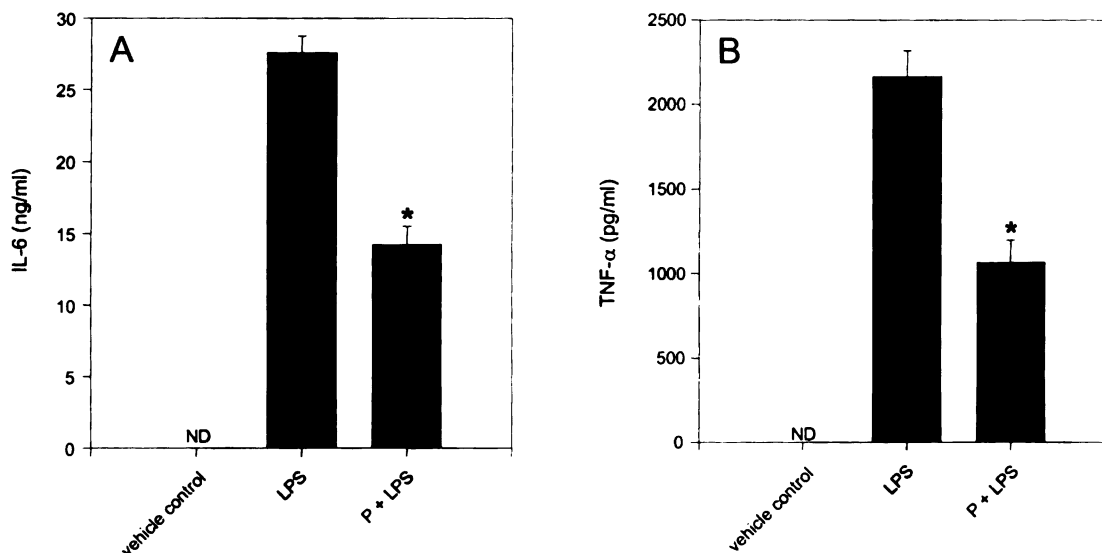 A
IL-6 (ng/ml)
30
25
20
15
10
5
0
ND
*
vehicle control
LPS
P + LPS
B
TNF-α (pg/ml)
2500
2000
1500
1000
500
0
ND
*
vehicle control
LPS
P + LPS